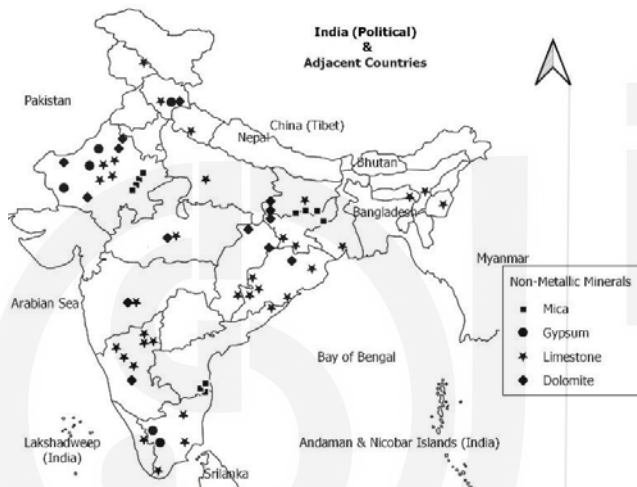 India (Political)
&
Adjacent Countries
Pakistan
China (Tibet)
Nepal
Bhutan
Bangladesh
Myanmar
Non-Metallic Minerals
Mica
Gypsum
Limestone
Dolomite
Arabian Sea
Bay of Bengal
Lakshadweep
(India)
Andaman & Nicobar Islands (India)
Srilanka